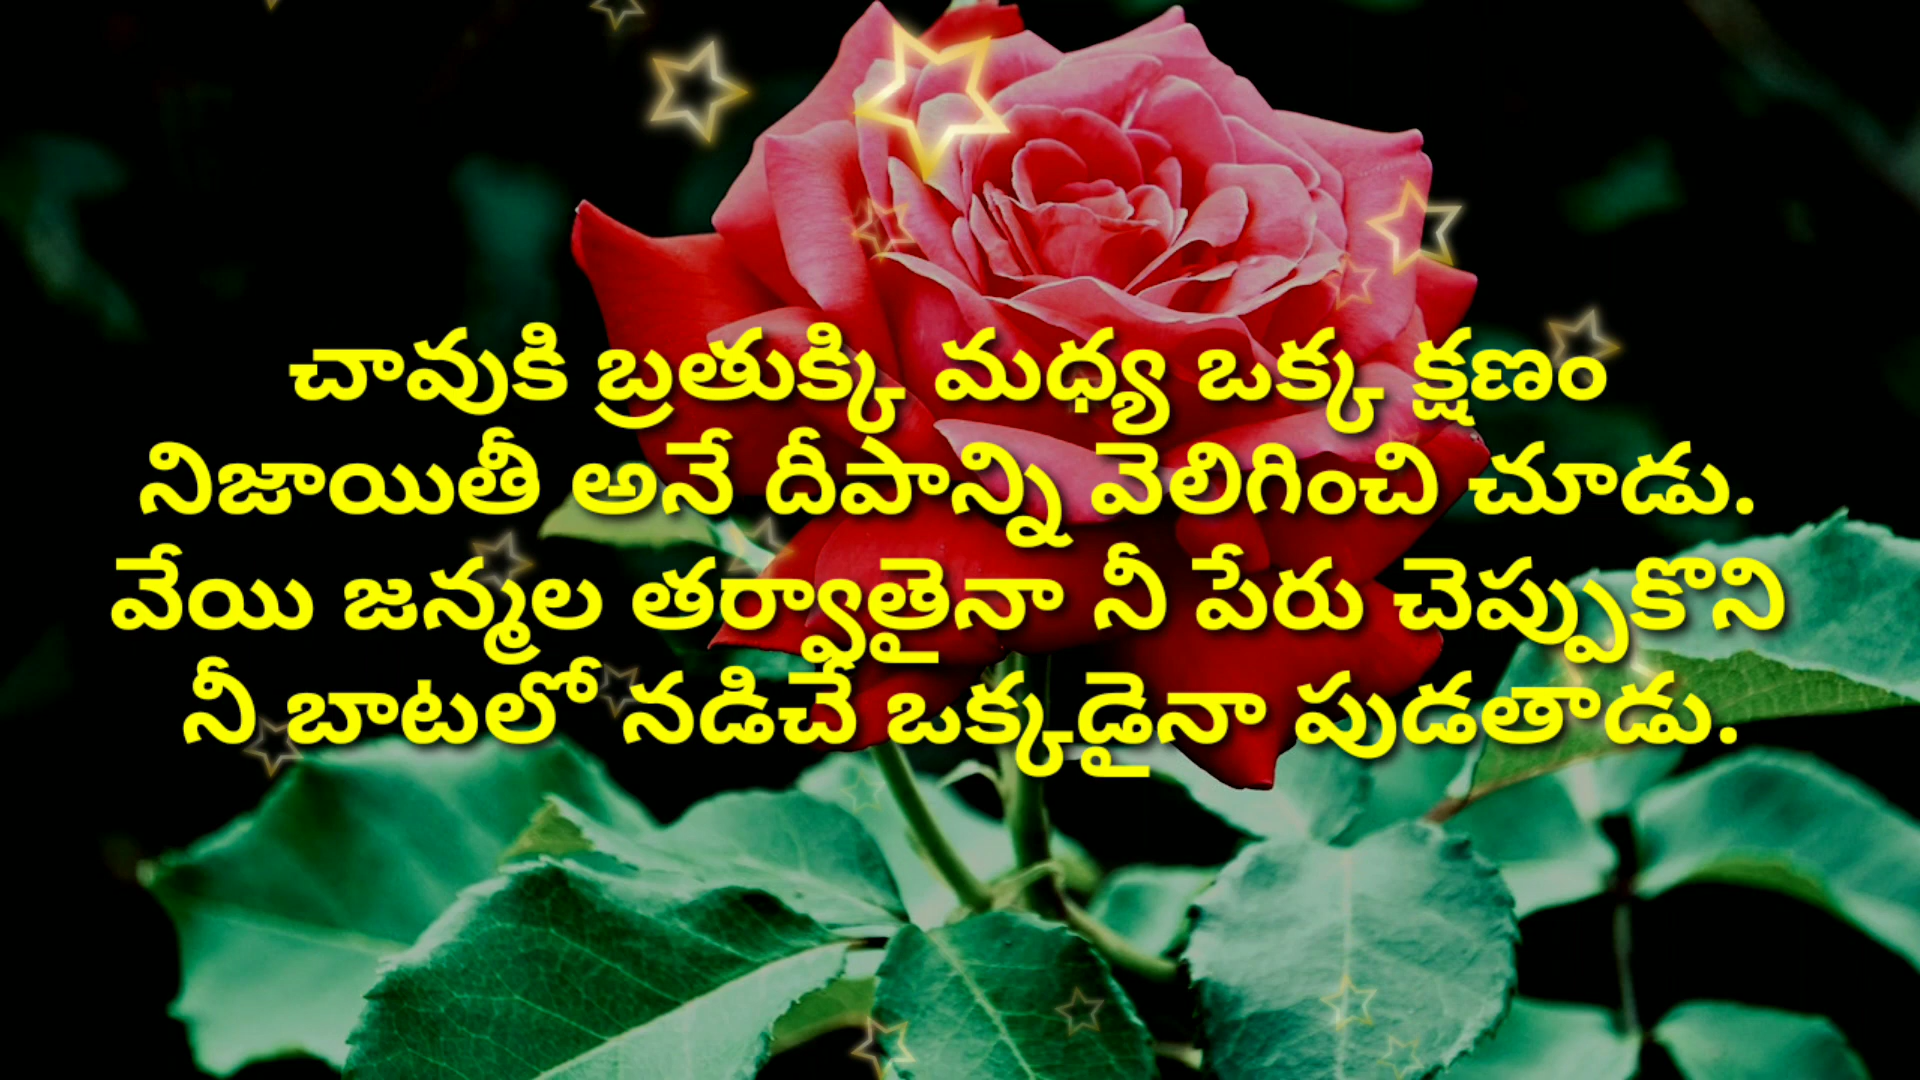 చావుకి బ్రతుక్కి మధ్య ఒక్క క్షణం
నిజాయితీ అనే దీపాన్ని వెలిగించి చూడు.
వేయి జన్మల తర్వాతైనా నీ పేరు చెప్పుకొని
నీ బాటలో నడిచే ఒక్కడైనా పుడతాడు.